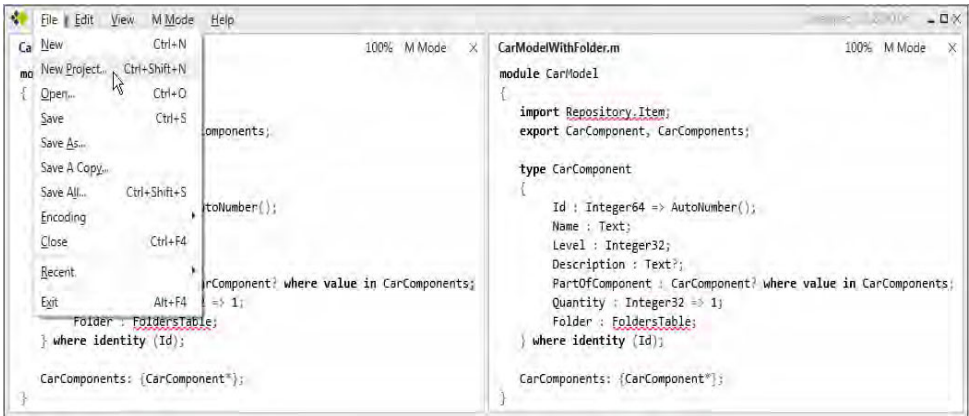 File Edit View M Mode Help
New Ctrl+N
New Project... Ctrl+Shift+N
Open... Ctrl+O
Save Ctrl+S
Save As...
Save A Copy...
Save All... Ctrl+Shift+S
Encoding
Close Ctrl+F4
Recent
Exit Alt+F4
Ca 100% M Mode X
mo
{
omponents;
toNumber();
rComponent? where value in CarComponents;
=> 1;
Folder : FoldersTable;
} where identity (Id);
CarComponents: {CarComponent*};
}
CarModelWithFolder.m 100% M Mode X
module CarModel
{
import Repository.Item;
export CarComponent, CarComponents;
type CarComponent
{
Id : Integer64 => AutoNumber();
Name : Text;
Level : Integer32;
Description : Text?;
PartOfComponent : CarComponent? where value in CarComponents;
Quantity : Integer32 => 1;
Folder : FoldersTable;
} where identity (Id);
CarComponents: {CarComponent*};
}